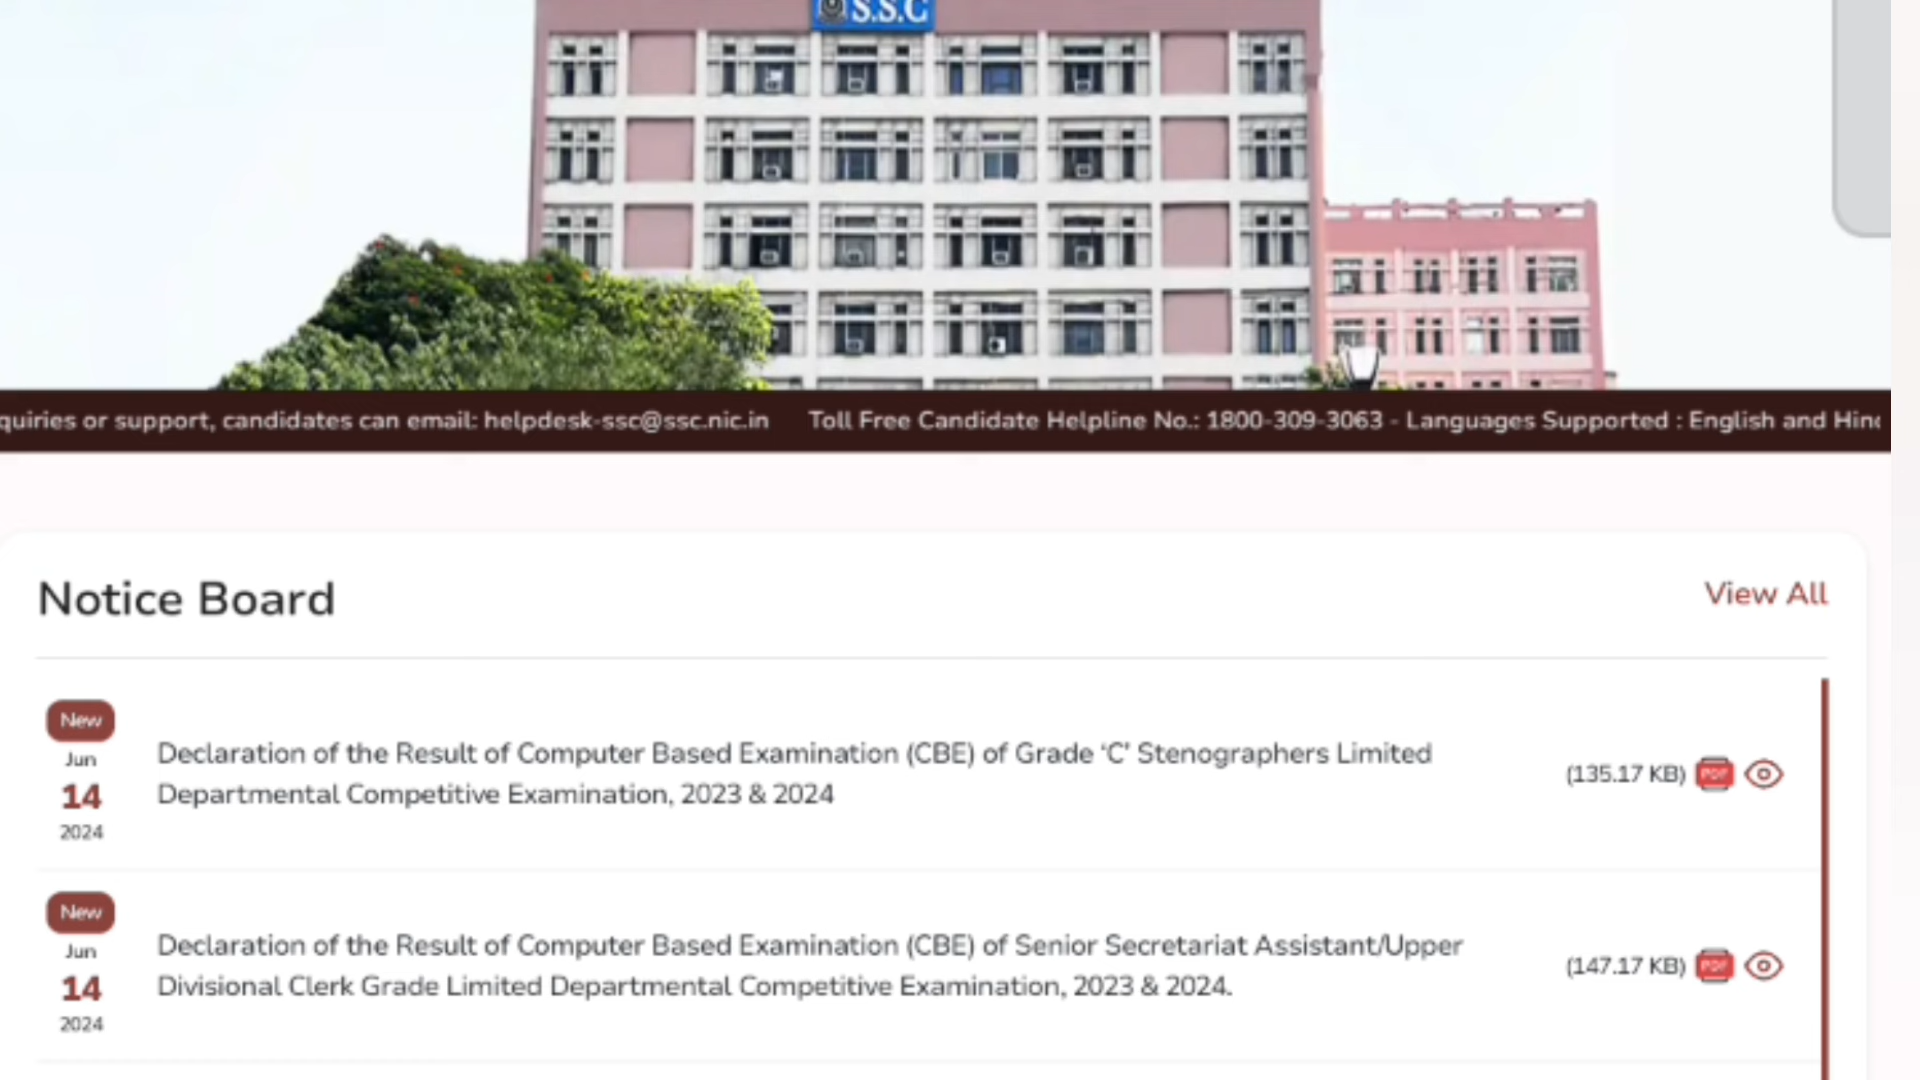 S.S.C
quiries or support, candidates can email: helpdesk-ssc@ssc.nic.in Toll Free Candidate Helpline No.: 1800-309-3063 - Languages Supported : English and Hin
Notice Board
View All
New
Jun
14
2024
Declaration of the Result of Computer Based Examination (CBE) of Grade ‘C’ Stenographers Limited
Departmental Competitive Examination, 2023 & 2024
(135.17 KB) PDF
New
Jun
14
2024
Declaration of the Result of Computer Based Examination (CBE) of Senior Secretariat Assistant/Upper
Divisional Clerk Grade Limited Departmental Competitive Examination, 2023 & 2024.
(147.17 KB) PDF